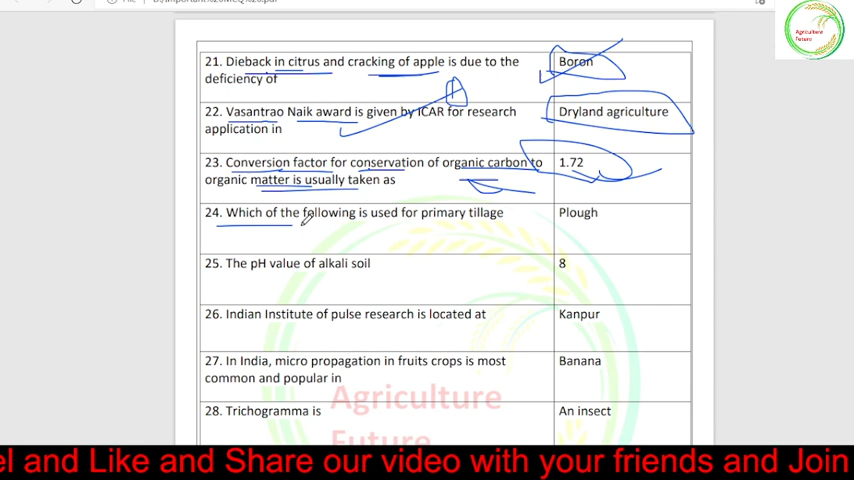 21. Dieback in citrus and cracking of apple is due to the
deficiency of
Boron
22. Vasantrao Naik award is given by ICAR for research
application in
Dryland agriculture
23. Conversion factor for conservation of organic carbon to
organic matter is usually taken as
1.72
24. Which of the following is used for primary tillage
Plough
25. The pH value of alkali soil
8
26. Indian Institute of pulse research is located at
Kanpur
27. In India, micro propagation in fruits crops is most
common and popular in
Banana
28. Trichogramma is
An insect
Agriculture
Future
Agriculture
Future
el and Like and Share our video with your friends and Join